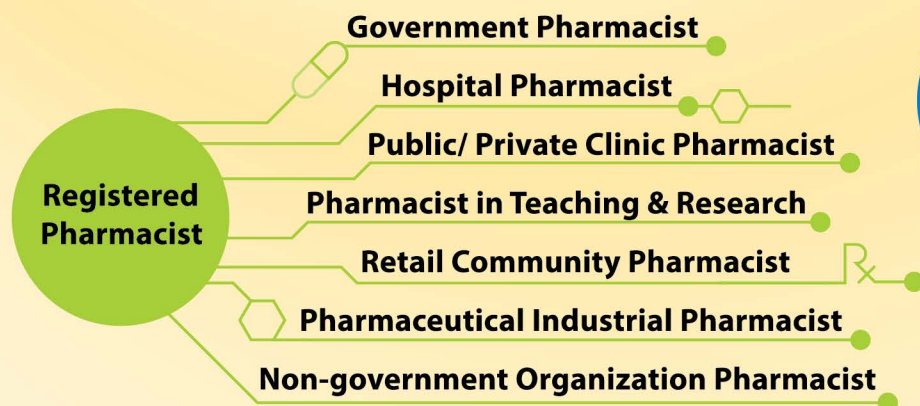 Government Pharmacist
Hospital Pharmacist
Public/ Private Clinic Pharmacist
Registered
Pharmacist
Pharmacist in Teaching & Research
Retail Community Pharmacist
Rx
Pharmaceutical Industrial Pharmacist
Non-government Organization Pharmacist